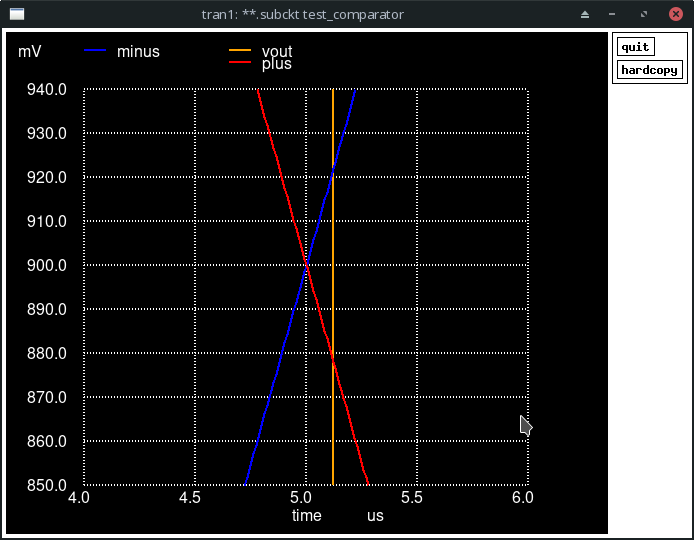 tran1: **.subckt test_comparator
quit
hardcopy
mV
minus
vout
plus
940.0
930.0
920.0
910.0
900.0
890.0
880.0
870.0
860.0
850.0
4.0 4.5 5.0 5.5 6.0
time us